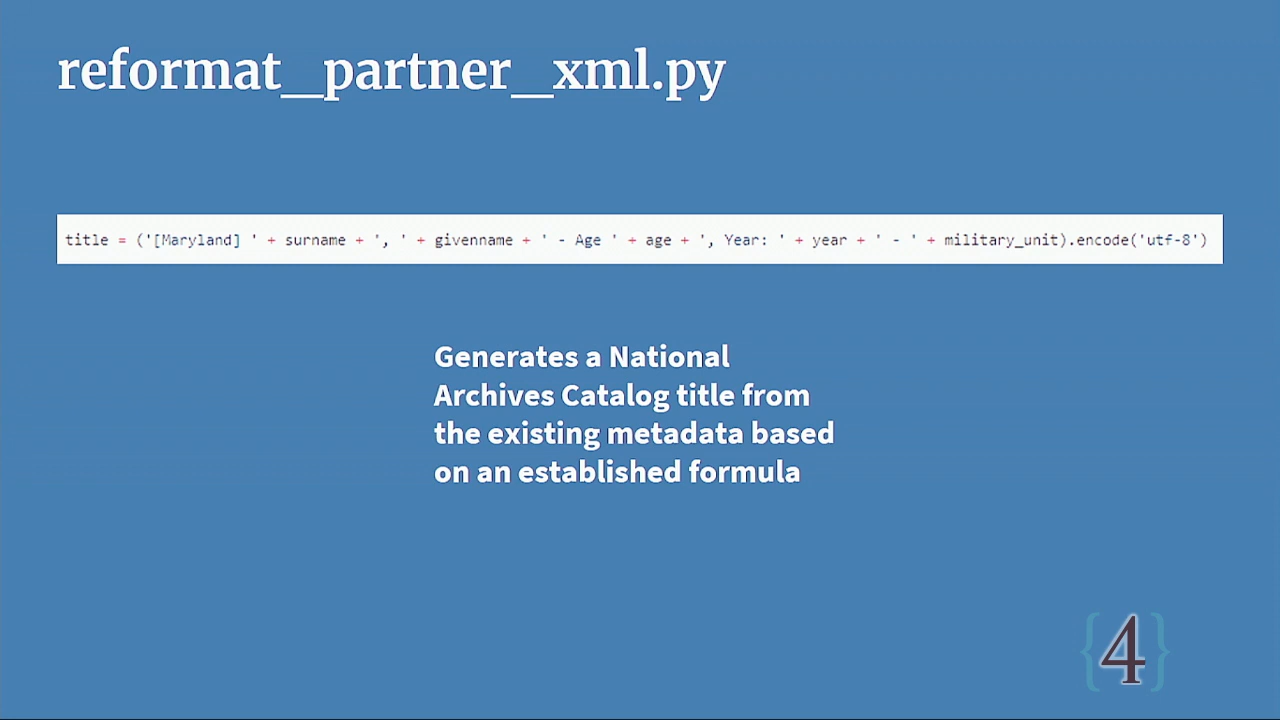 reformat_partner_xml.py
title = ('[Maryland] ' + surname + ', ' + givenname + ' - Age ' + age + ', Year: ' + year + ' - ' + military_unit).encode('utf-8')
Generates a National
Archives Catalog title from
the existing metadata based
on an established formula
{4}